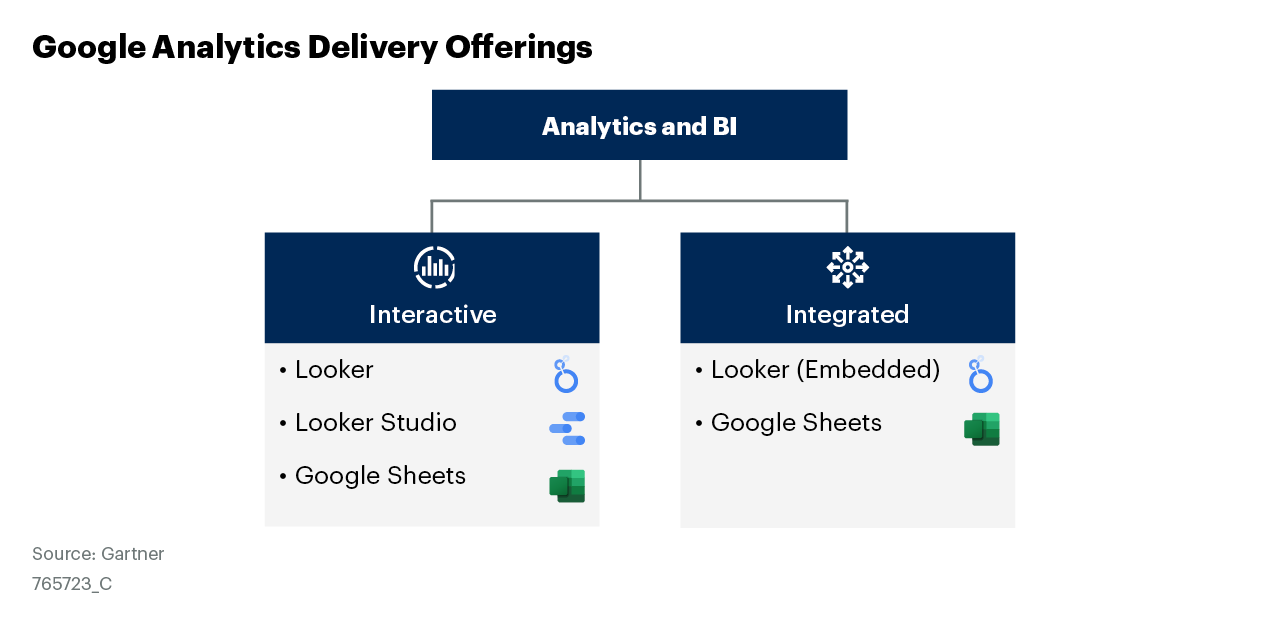 Google Analytics Delivery Offerings
Analytics and BI
Interactive
• Looker
• Looker Studio
• Google Sheets
Integrated
• Looker (Embedded)
• Google Sheets
Source: Gartner
765723_C